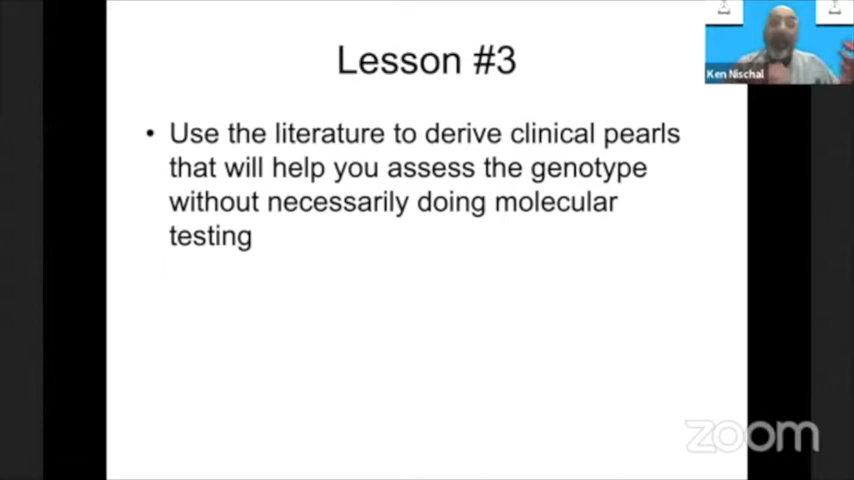 Lesson #3
Ken Nischal
• Use the literature to derive clinical pearls
that will help you assess the genotype
without necessarily doing molecular
testing
zoom